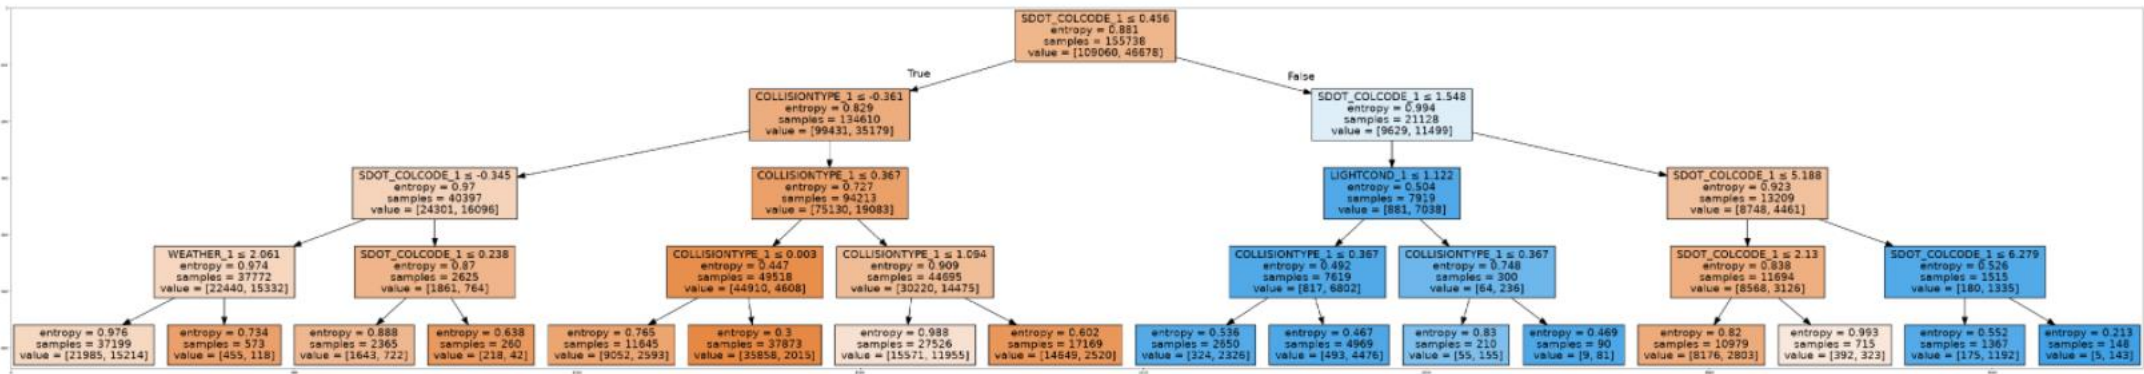 SDOT_COLCODE_1 ≤ 0.456
entropy = 0.881
samples = 155738
value = [109060, 46678]
True
False
COLLISIONTYPE_1 ≤ -0.361
entropy = 0.829
samples = 134610
value = [99431, 35179]
SDOT_COLCODE_1 ≤ 1.548
entropy = 0.994
samples = 21128
value = [9629, 11499]
SDOT_COLCODE_1 ≤ -0.345
entropy = 0.97
samples = 40397
value = [24301, 16096]
COLLISIONTYPE_1 ≤ 0.367
entropy = 0.727
samples = 94213
value = [75130, 19083]
LIGHTCOND_1 ≤ 1.122
entropy = 0.504
samples = 7919
value = [881, 7038]
SDOT_COLCODE_1 ≤ 5.188
entropy = 0.923
samples = 13209
value = [8748, 4461]
WEATHER_1 ≤ 2.061
entropy = 0.974
samples = 37772
value = [22440, 15332]
SDOT_COLCODE_1 ≤ 0.238
entropy = 0.87
samples = 2625
value = [1861, 764]
COLLISIONTYPE_1 ≤ 0.003
entropy = 0.447
samples = 49518
value = [44910, 4608]
COLLISIONTYPE_1 ≤ 1.094
entropy = 0.909
samples = 44695
value = [30220, 14475]
COLLISIONTYPE_1 ≤ 0.367
entropy = 0.492
samples = 7619
value = [817, 6802]
COLLISIONTYPE_1 ≤ 0.367
entropy = 0.748
samples = 300
value = [64, 236]
SDOT_COLCODE_1 ≤ 2.13
entropy = 0.838
samples = 11694
value = [8568, 3126]
SDOT_COLCODE_1 ≤ 6.279
entropy = 0.526
samples = 1515
value = [180, 1335]
entropy = 0.976
samples = 37199
value = [21985, 15214]
entropy = 0.734
samples = 573
value = [455, 118]
entropy = 0.888
samples = 2365
value = [1643, 722]
entropy = 0.638
samples = 260
value = [218, 42]
entropy = 0.765
samples = 11645
value = [9052, 2593]
entropy = 0.3
samples = 37873
value = [35858, 2015]
entropy = 0.988
samples = 27526
value = [15571, 11955]
entropy = 0.602
samples = 17169
value = [14649, 2520]
entropy = 0.536
samples = 2650
value = [324, 2326]
entropy = 0.467
samples = 4969
value = [493, 4476]
entropy = 0.83
samples = 210
value = [55, 155]
entropy = 0.469
samples = 90
value = [9, 81]
entropy = 0.82
samples = 10979
value = [8176, 2803]
entropy = 0.993
samples = 715
value = [392, 323]
entropy = 0.552
samples = 1367
value = [175, 1192]
entropy = 0.213
samples = 148
value = [5, 143]